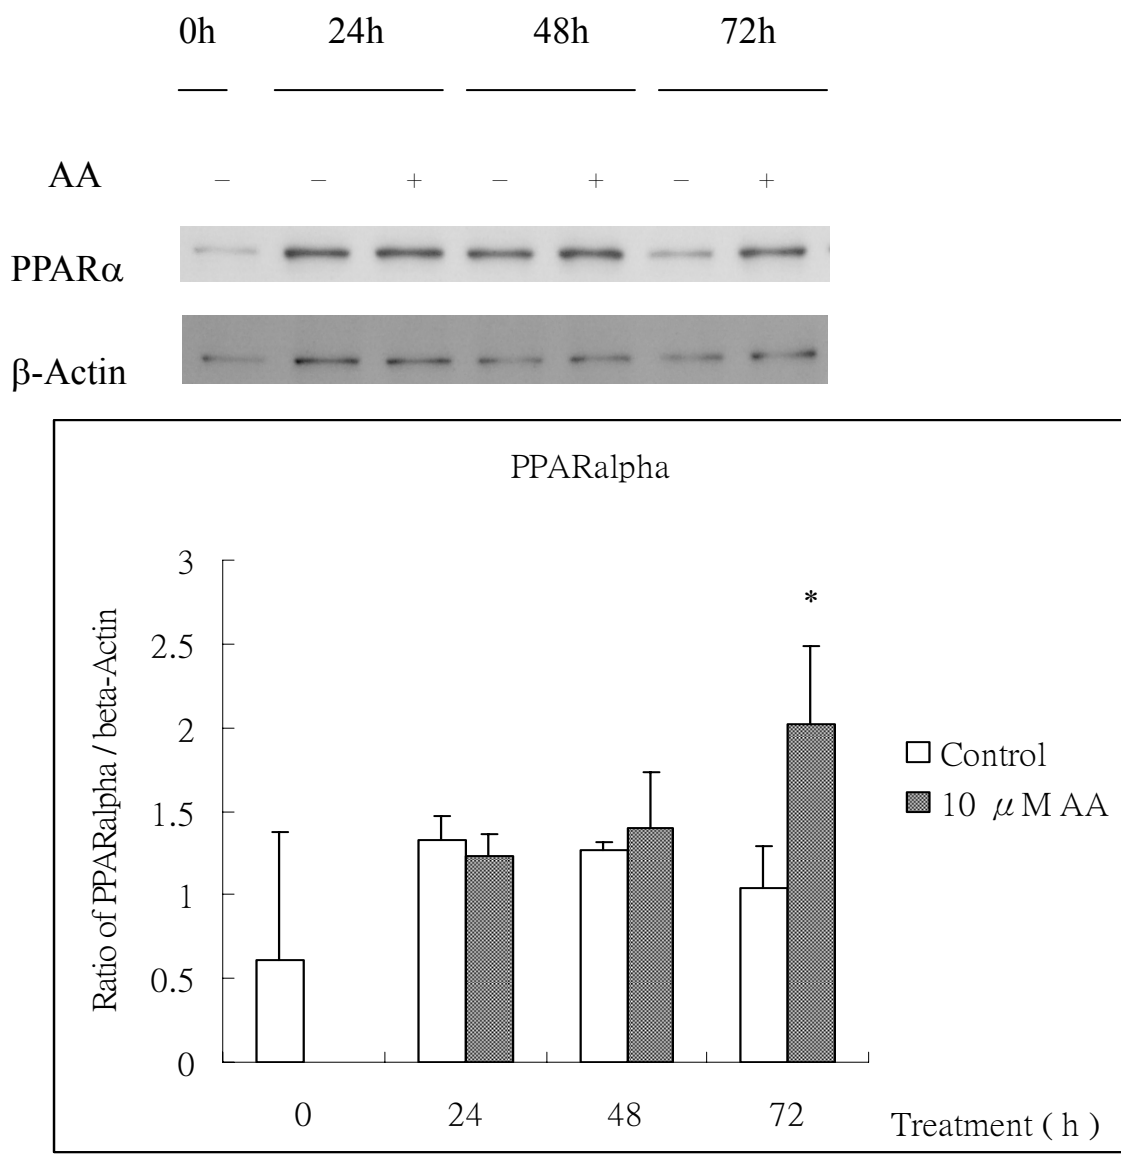 0h 24h 48h 72h
AA − − + − + − +
PPARα
β-Actin
PPARalpha
3
2.5
2
1.5
1
0.5
0
Ratio of PPARalpha / beta-Actin
*
Control
10 μM AA
0 24 48 72
Treatment ( h )